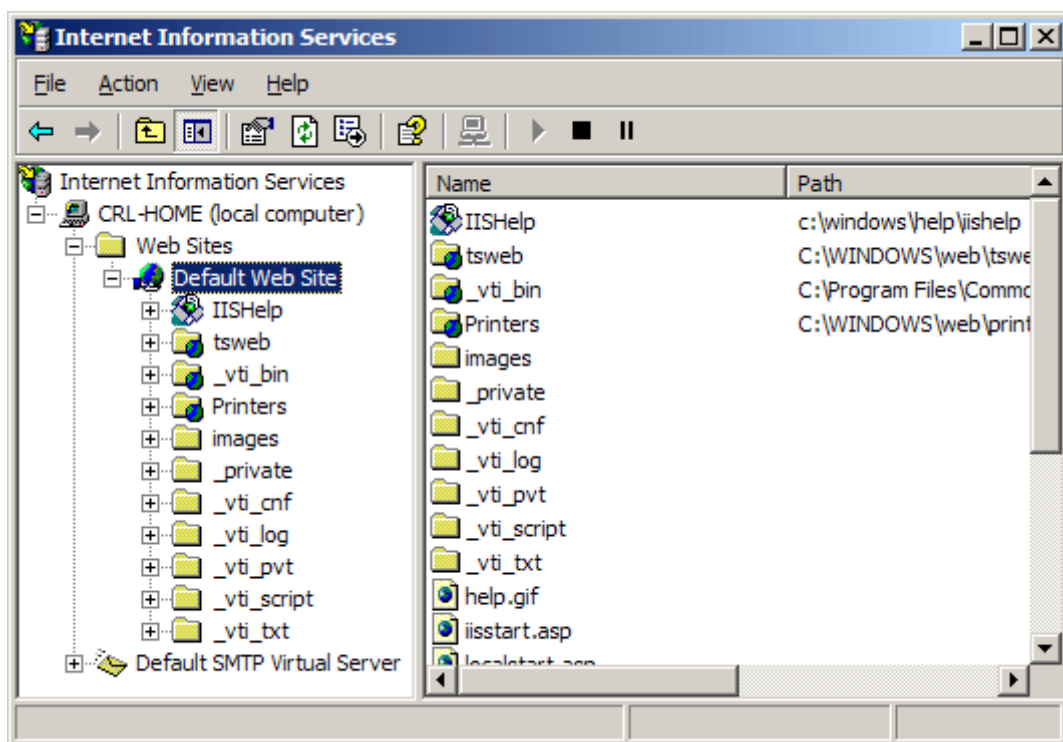 Internet Information Services
File Action View Help
Internet Information Services
CRL-HOME (local computer)
Web Sites
Default Web Site
IISHelp
tsweb
_vti_bin
Printers
images
_private
_vti_cnf
_vti_log
_vti_pvt
_vti_script
_vti_txt
Default SMTP Virtual Server
Name Path
IISHelp c:\windows\help\iishelp
tsweb C:\WINDOWS\web\tswe
_vti_bin C:\Program Files\Commo
Printers C:\WINDOWS\web\print
images
_private
_vti_cnf
_vti_log
_vti_pvt
_vti_script
_vti_txt
help.gif
iisstart.asp
localstart.asp